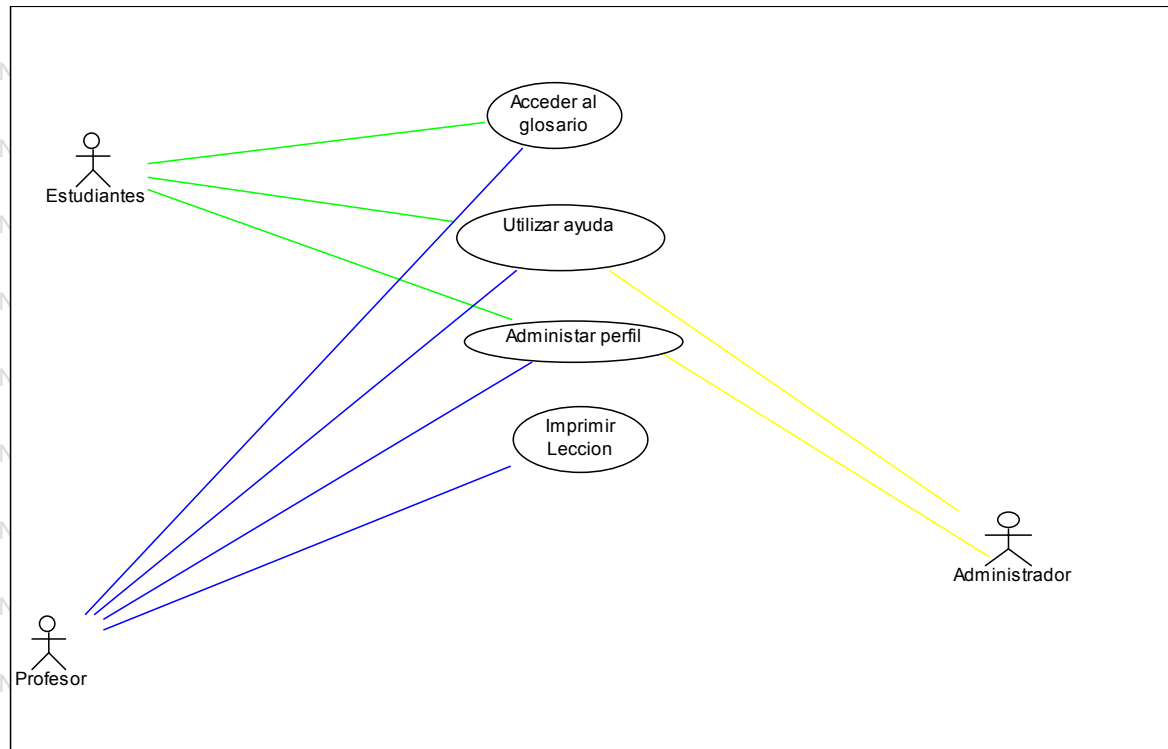 Acceder al
glosario
Estudiantes
Utilizar ayuda
Administar perfil
Imprimir
Leccion
Administrador
Profesor